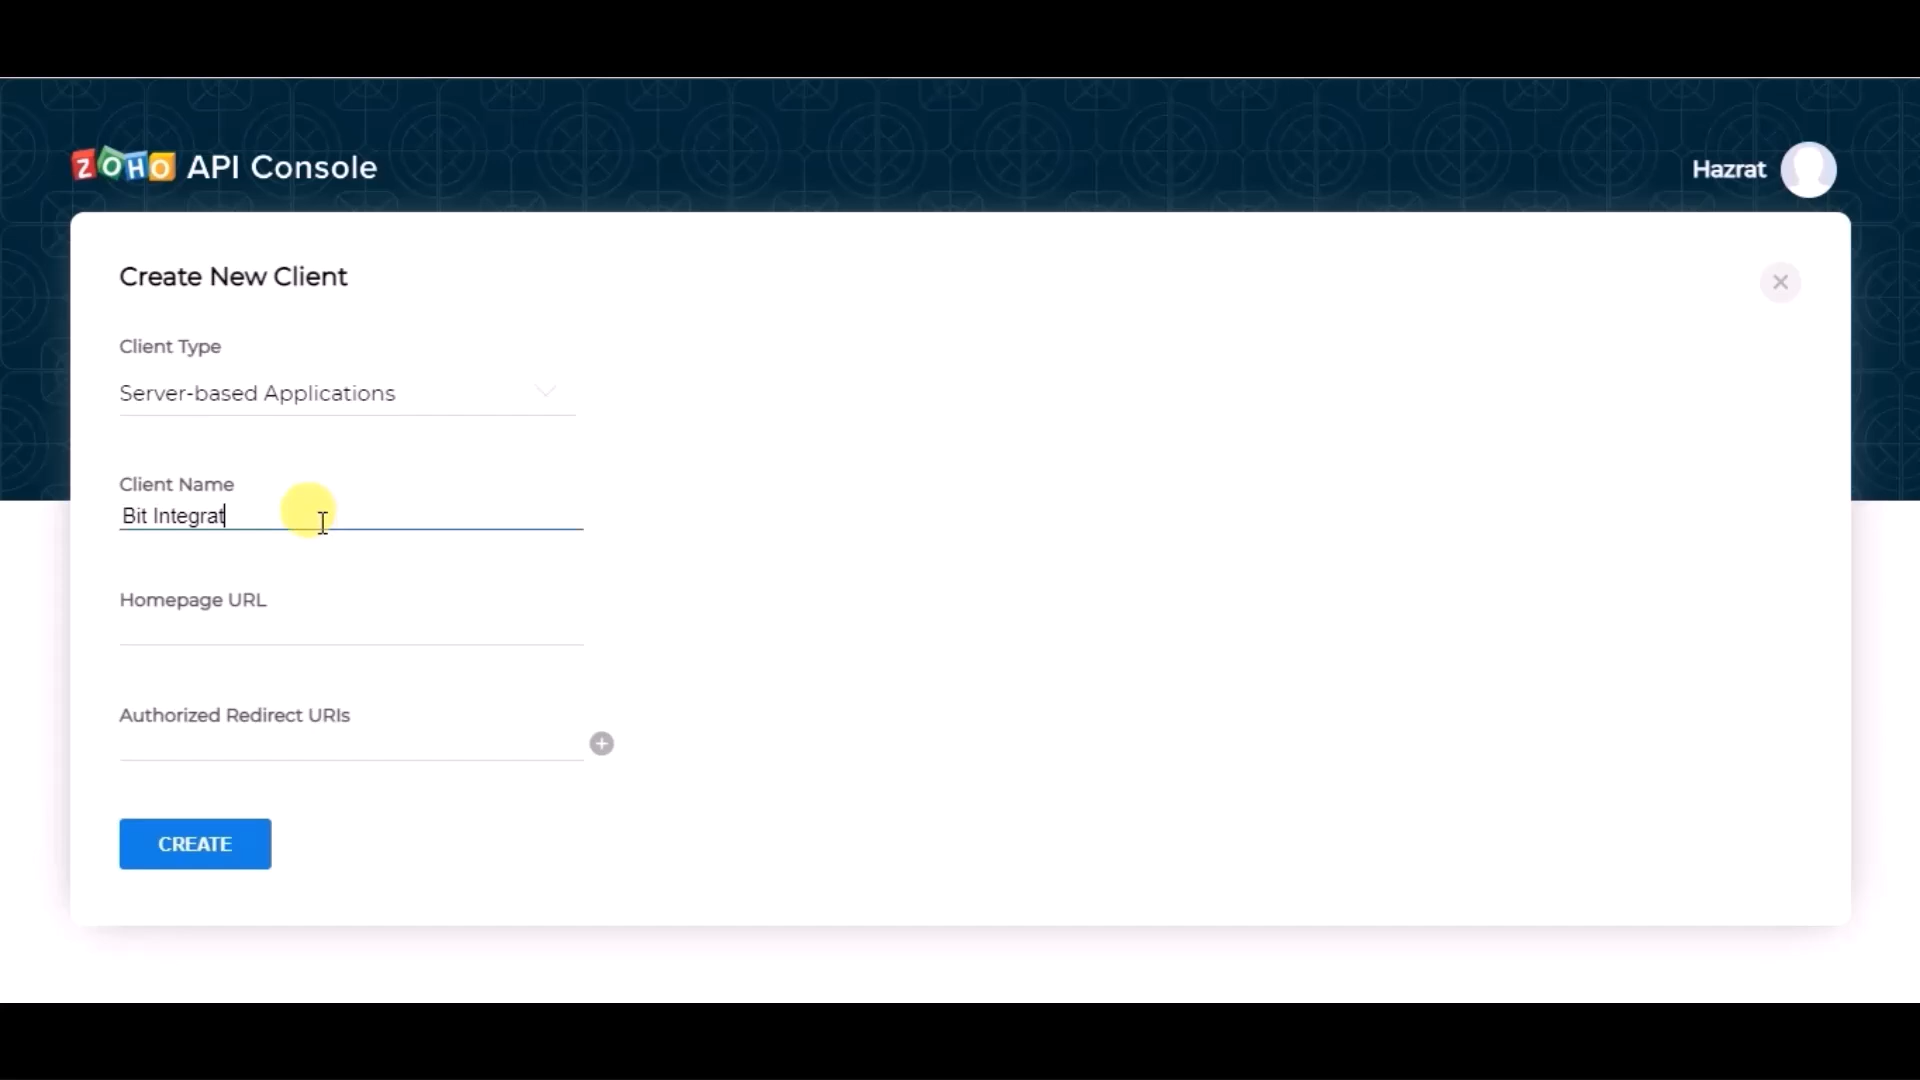 ZOHO API Console
Hazrat
Create New Client
Client Type
Server-based Applications
Client Name
Bit Integrat
Homepage URL
Authorized Redirect URIs
CREATE